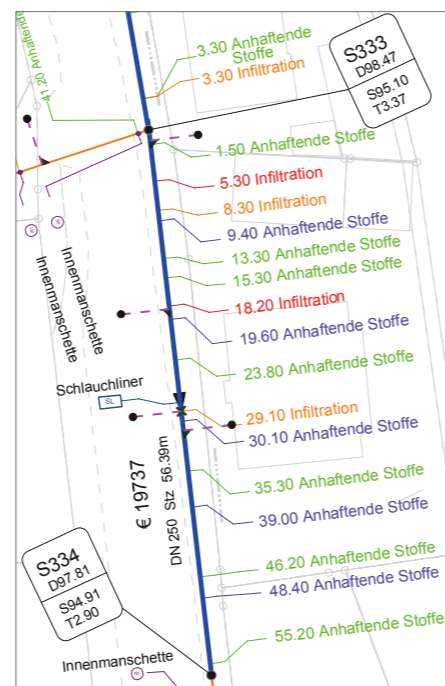 3.30 Anhaftende
Stoffe
3.30 Infiltration
41.20 Anhaftende
S333
D98.47
S95.10
T3.37
1.50 Anhaftende Stoffe
5.30 Infiltration
8.30 Infiltration
9.40 Anhaftende Stoffe
13.30 Anhaftende Stoffe
15.30 Anhaftende Stoffe
Innenmanschette
Innenmanschette
18.20 Infiltration
19.60 Anhaftende Stoffe
23.80 Anhaftende Stoffe
Schlauchliner
SL
29.10 Infiltration
30.10 Anhaftende Stoffe
€ 19737
DN 250 Stz 56.39m
35.30 Anhaftende Stoffe
39.00 Anhaftende Stoffe
S334
D97.81
S94.91
T2.90
46.20 Anhaftende Stoffe
48.40 Anhaftende Stoffe
55.20 Anhaftende Stoffe
Innenmanschette